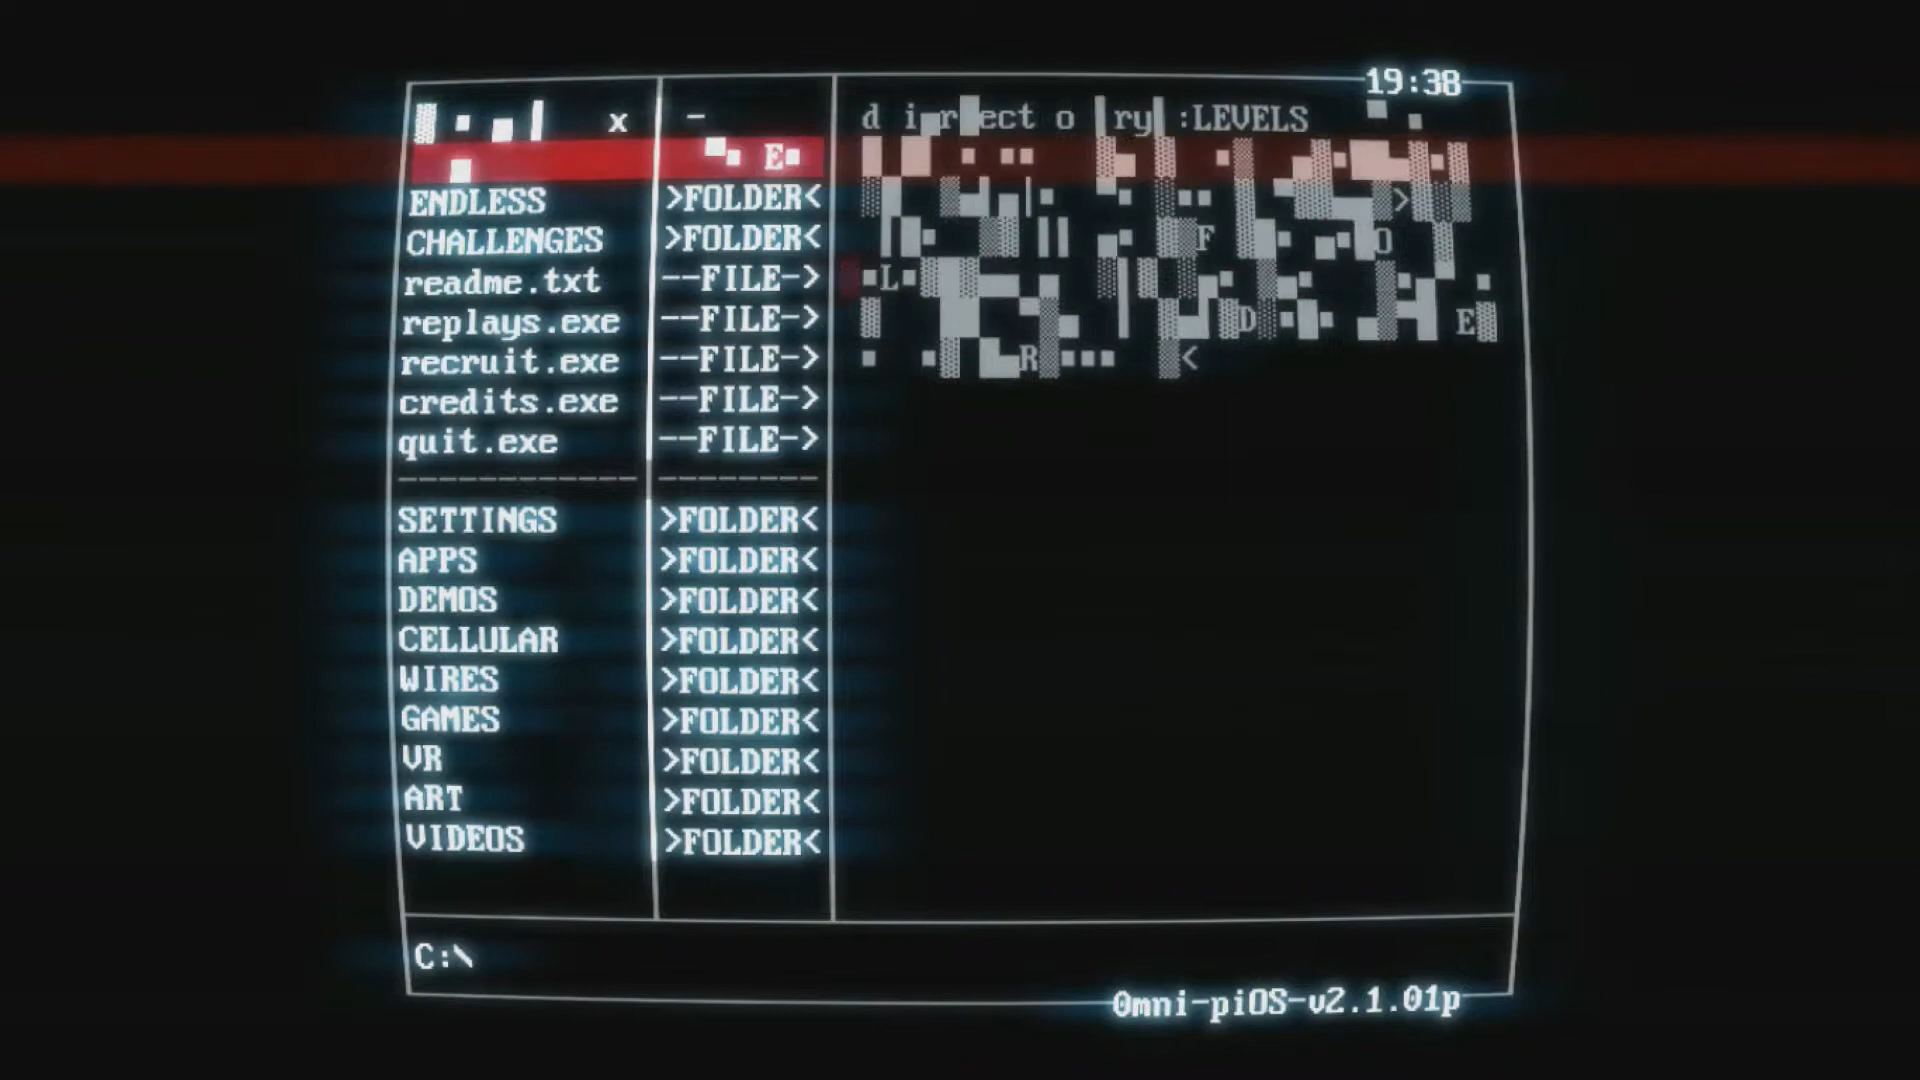 19:38
x -
d i r ect o ry :LEVELS
E
ENDLESS >FOLDER<
CHALLENGES >FOLDER<
readme.txt --FILE->
replays.exe --FILE->
recruit.exe --FILE->
credits.exe --FILE->
quit.exe --FILE->
------------ --------
SETTINGS >FOLDER<
APPS >FOLDER<
DEMOS >FOLDER<
CELLULAR >FOLDER<
WIRES >FOLDER<
GAMES >FOLDER<
VR >FOLDER<
ART >FOLDER<
VIDEOS >FOLDER<
>
F O
L
D E
R <
C:\
0mni-piOS-v2.1.01p